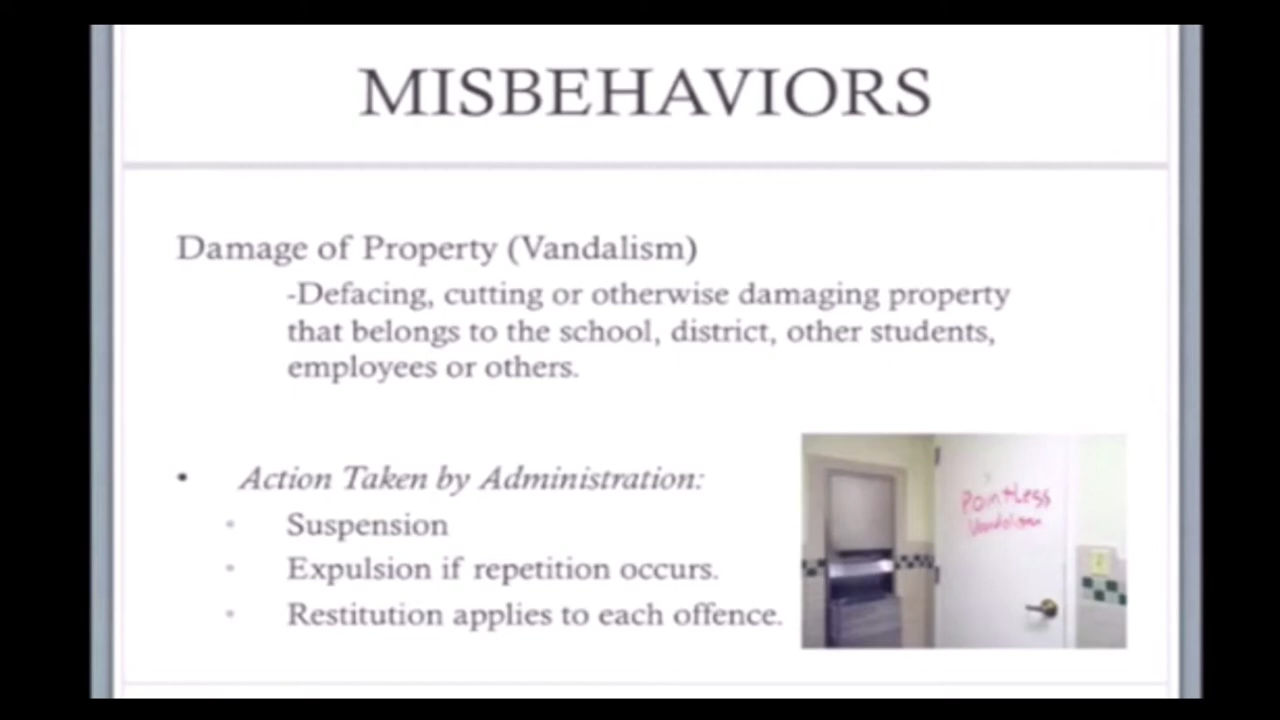 MISBEHAVIORS
Damage of Property (Vandalism)
-Defacing, cutting or otherwise damaging property
that belongs to the school, district, other students,
employees or others.
• Action Taken by Administration:
• Suspension
• Expulsion if repetition occurs.
• Restitution applies to each offence.
Pointless
Vandalism